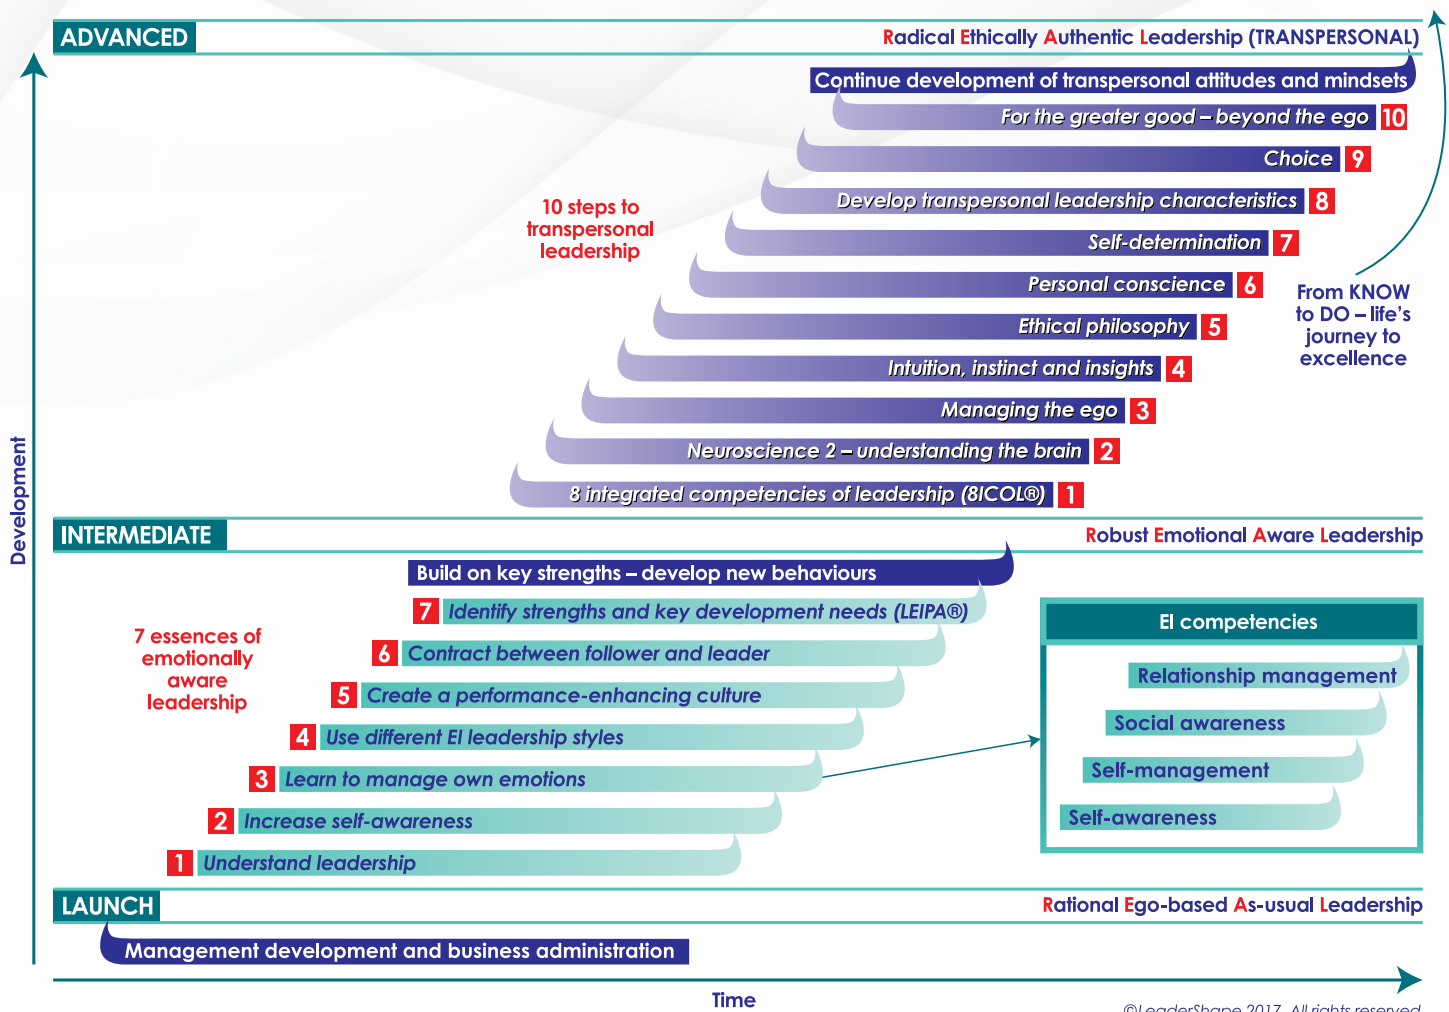 ADVANCED
Radical Ethically Authentic Leadership (TRANSPERSONAL)
Continue development of transpersonal attitudes and mindsets
For the greater good – beyond the ego 10
Choice 9
Develop transpersonal leadership characteristics 8
Self-determination 7
Personal conscience 6
Ethical philosophy 5
Intuition, instinct and insights 4
Managing the ego 3
Neuroscience 2 – understanding the brain 2
8 integrated competencies of leadership (8ICOL®) 1
10 steps to
transpersonal
leadership
From KNOW
to DO – life's
journey to
excellence
Development
INTERMEDIATE
Robust Emotional Aware Leadership
Build on key strengths – develop new behaviours
7 Identify strengths and key development needs (LEIPA®)
6 Contract between follower and leader
5 Create a performance-enhancing culture
4 Use different EI leadership styles
3 Learn to manage own emotions
2 Increase self-awareness
1 Understand leadership
7 essences of
emotionally
aware
leadership
EI competencies
Relationship management
Social awareness
Self-management
Self-awareness
LAUNCH
Rational Ego-based As-usual Leadership
Management development and business administration
Time
©LeaderShape 2017. All rights reserved